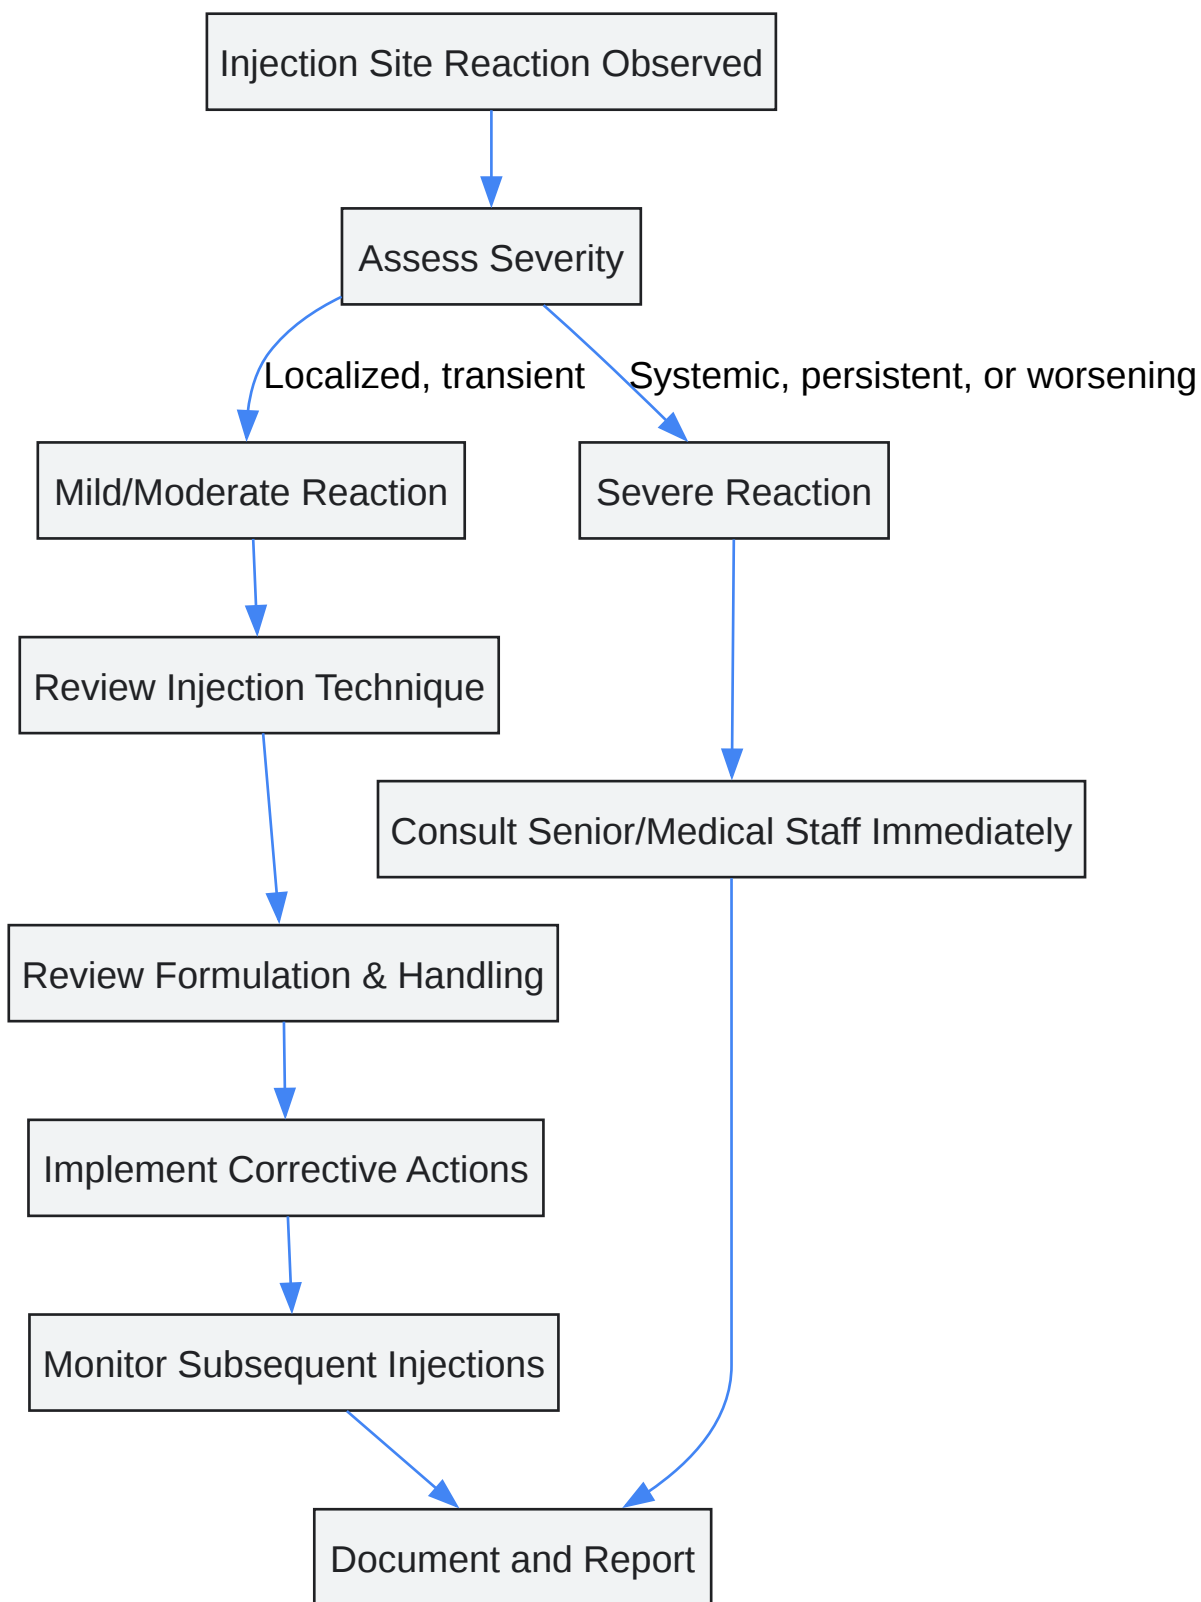 Injection Site Reaction Observed
Assess Severity
Localized, transient
Systemic, persistent, or worsening
Mild/Moderate Reaction
Severe Reaction
Review Injection Technique
Consult Senior/Medical Staff Immediately
Review Formulation & Handling
Implement Corrective Actions
Monitor Subsequent Injections
Document and Report